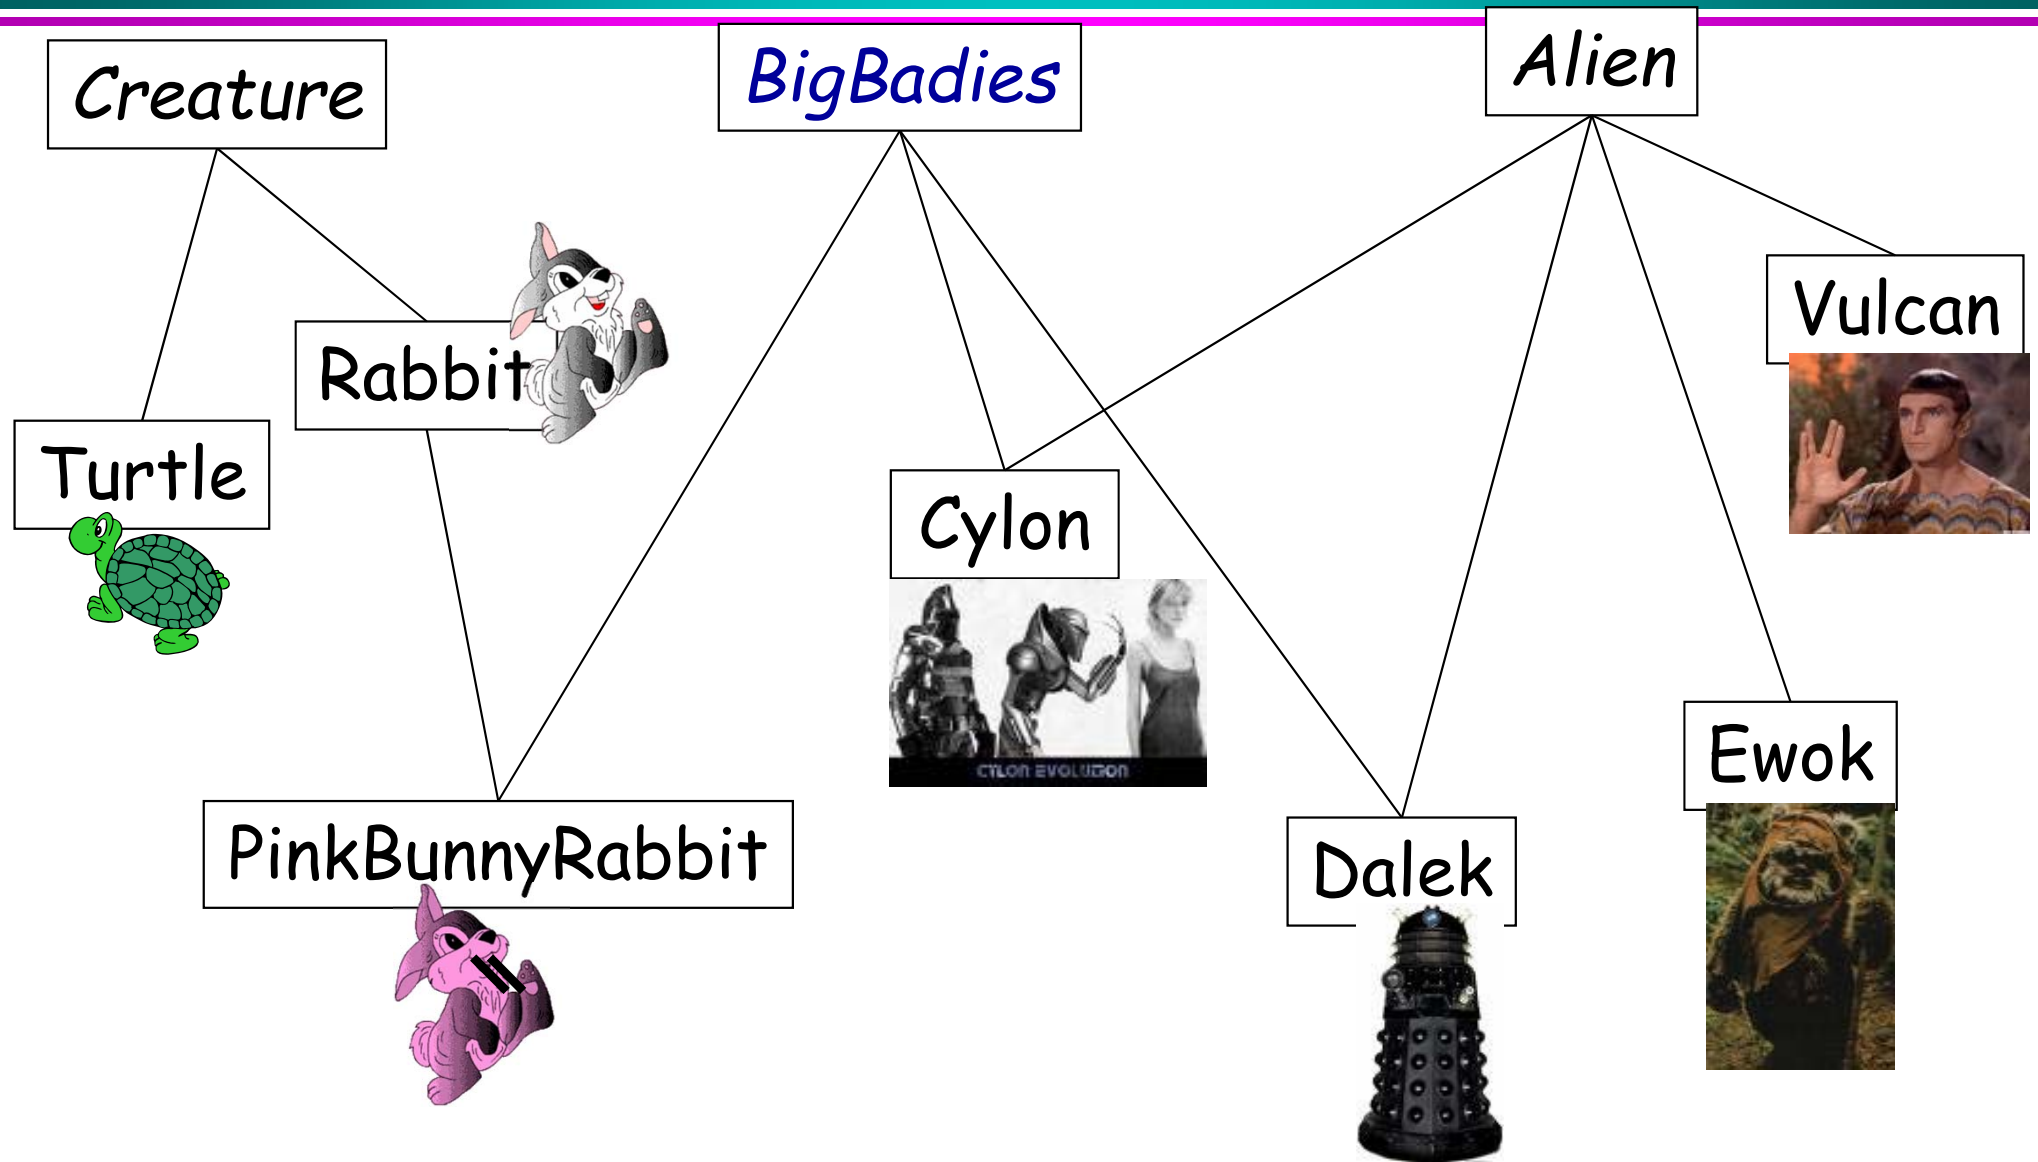 Creature
BigBadies
Alien
Vulcan
Rabbit
Turtle
Cylon
CYLON EVOLUTION
Ewok
PinkBunnyRabbit
Dalek